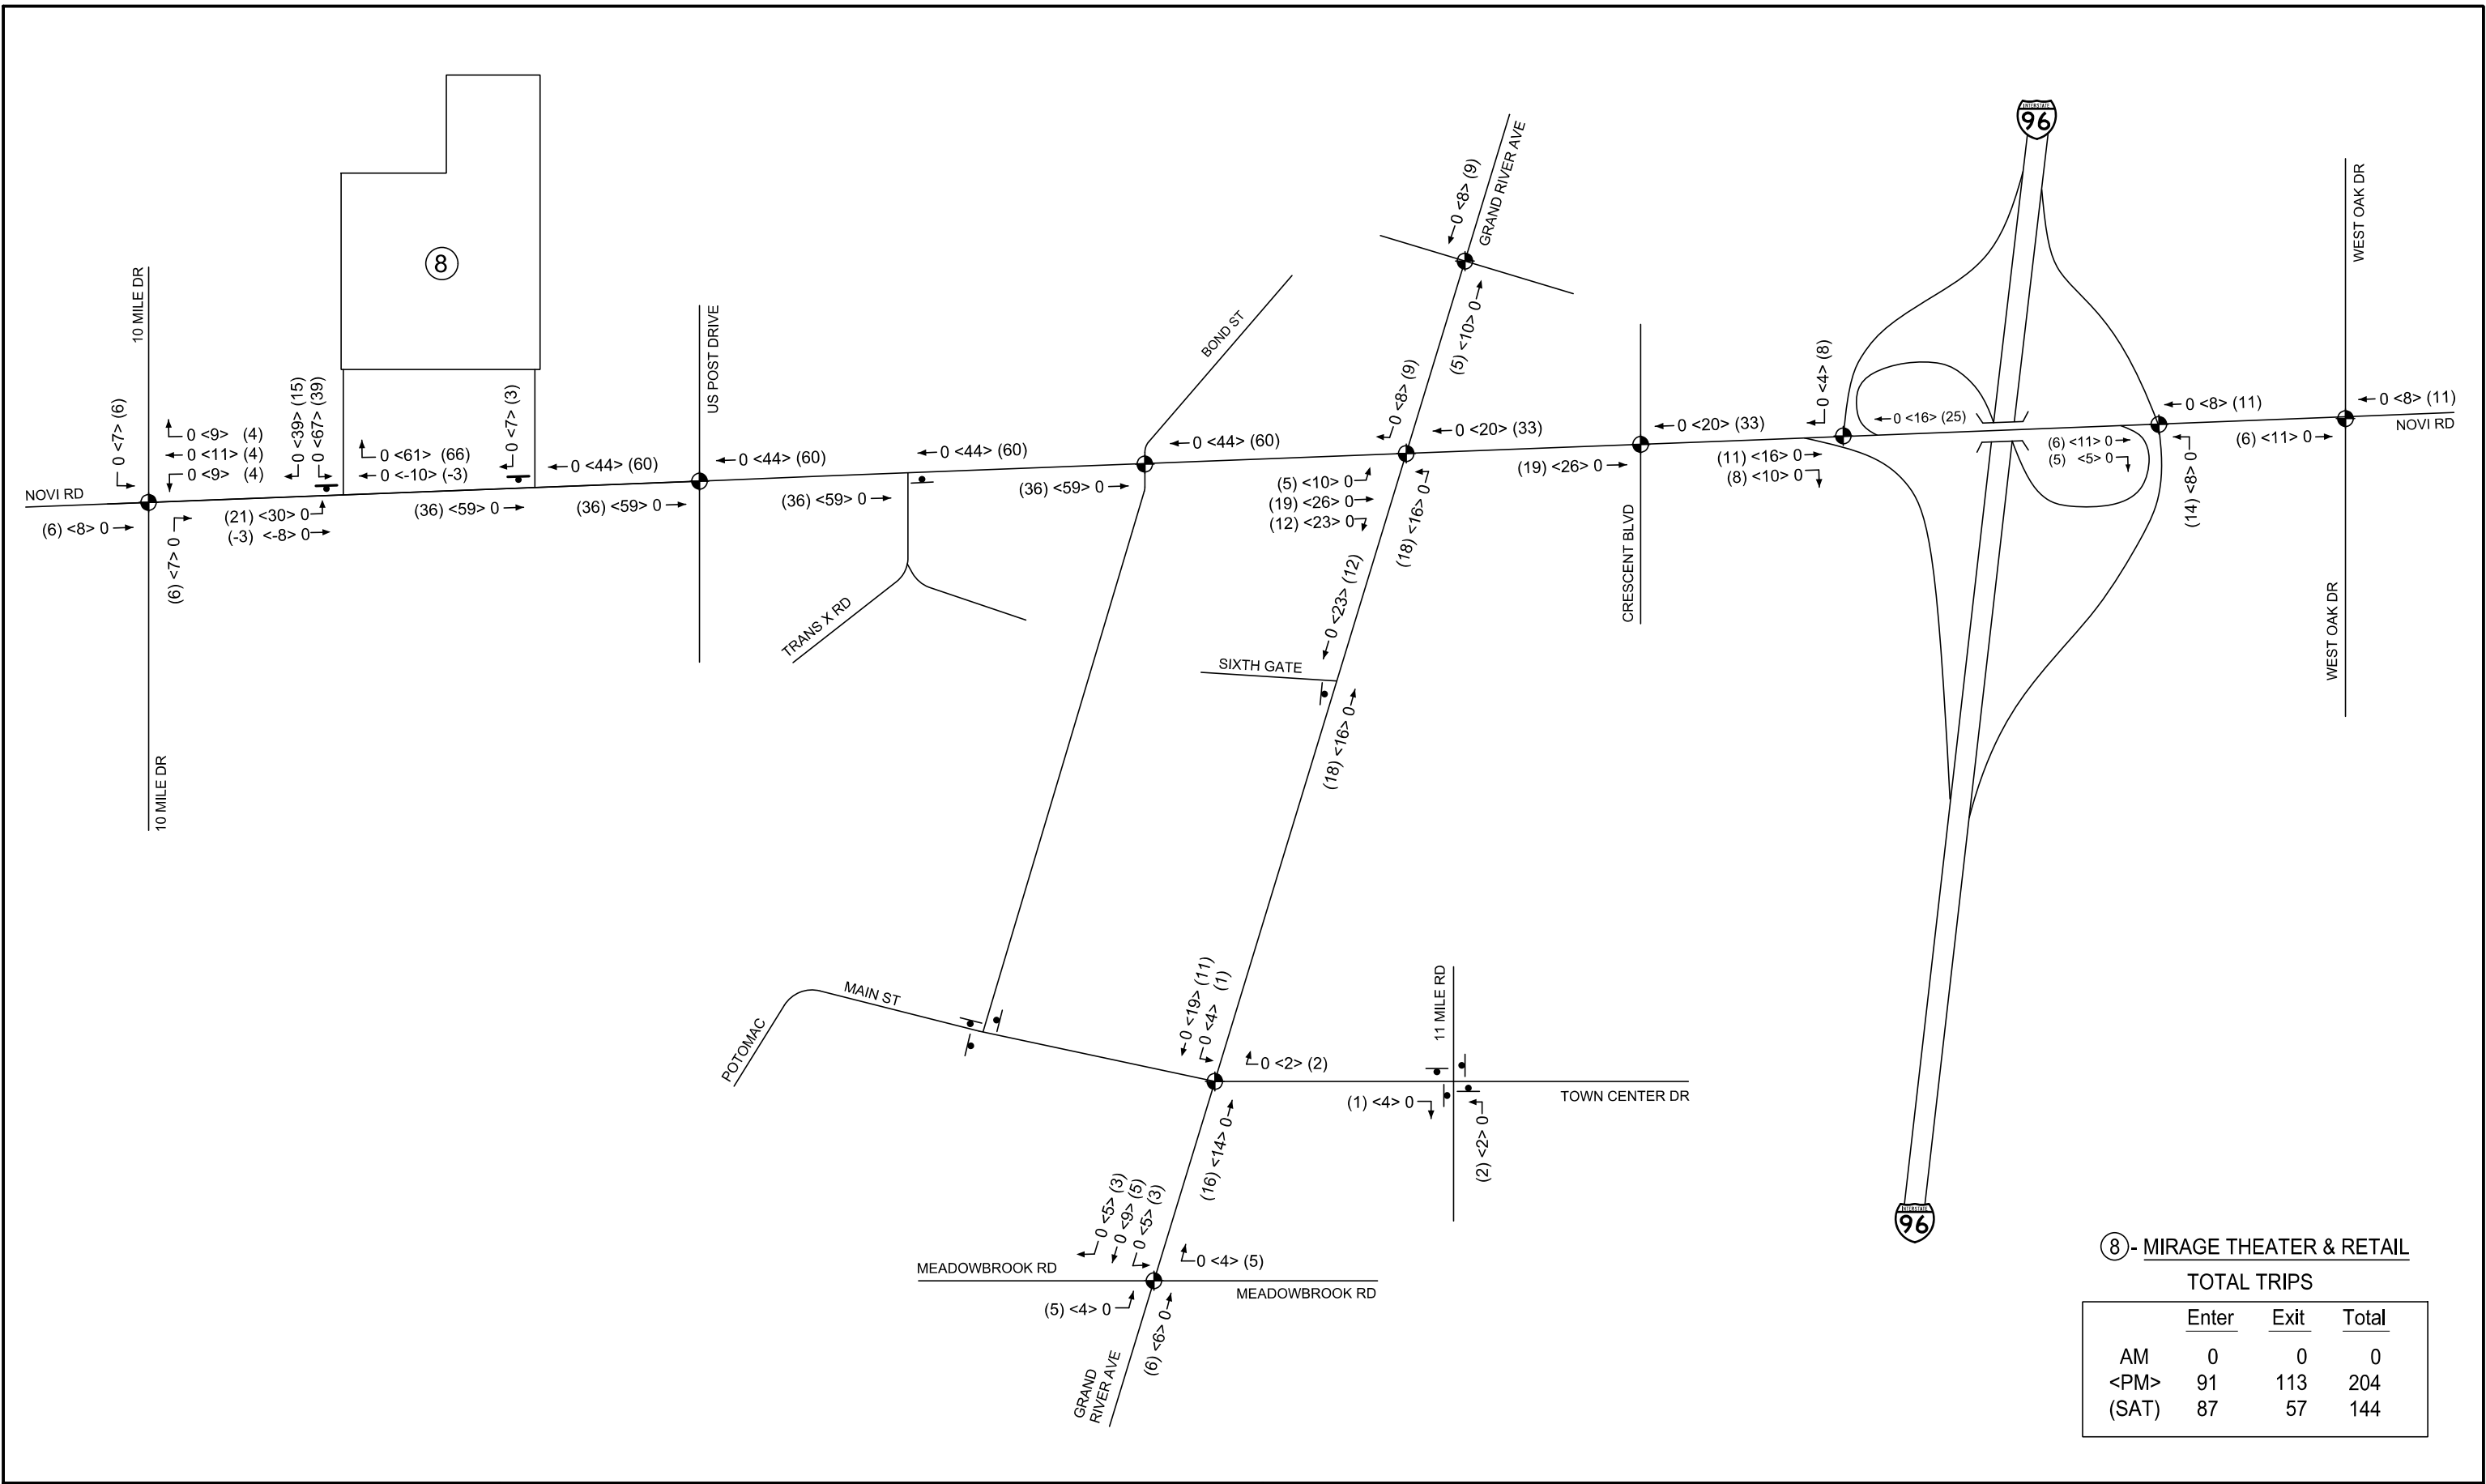 INTERSTATE
96
GRAND RIVER AVE
0 <8> (9)
(5) <10> 0
WEST OAK DR
10 MILE DR
8
US POST DRIVE
BOND ST
0 <4> (8)
0 <8> (9)
0 <7> (6)
0 <9> (4)
0 <11> (4)
0 <9> (4)
0 <39> (15)
0 <67> (39)
0 <61> (66)
0 <-10> (-3)
0 <7> (3)
0 <44> (60)
0 <44> (60)
0 <44> (60)
0 <44> (60)
0 <20> (33)
0 <20> (33)
0 <16> (25)
0 <8> (11)
0 <8> (11)
NOVI RD
NOVI RD
(6) <8> 0
(6) <7> 0
(21) <30> 0
(-3) <-8> 0
(36) <59> 0
(36) <59> 0
(36) <59> 0
(36) <59> 0
(5) <10> 0
(19) <26> 0
(12) <23> 0
(18) <16> 0
(19) <26> 0
(11) <16> 0
(8) <10> 0
(6) <11> 0
(5) <5> 0
(14) <8> 0
(6) <11> 0
CRESCENT BLVD
TRANS X RD
0 <23> (12)
SIXTH GATE
(18) <16> 0
WEST OAK DR
10 MILE DR
MAIN ST
POTOMAC
0 <19> (11)
0 <4> (1)
0 <2> (2)
11 MILE RD
(1) <4> 0
(2) <2> 0
TOWN CENTER DR
(16) <14> 0
0 <5> (3)
0 <9> (5)
0 <5> (3)
0 <4> (5)
MEADOWBROOK RD
MEADOWBROOK RD
(5) <4> 0
(6) <6> 0
GRAND
RIVER AVE
INTERSTATE
96
8 - MIRAGE THEATER & RETAIL
TOTAL TRIPS
Enter Exit Total
AM 0 0 0
<PM> 91 113 204
(SAT) 87 57 144